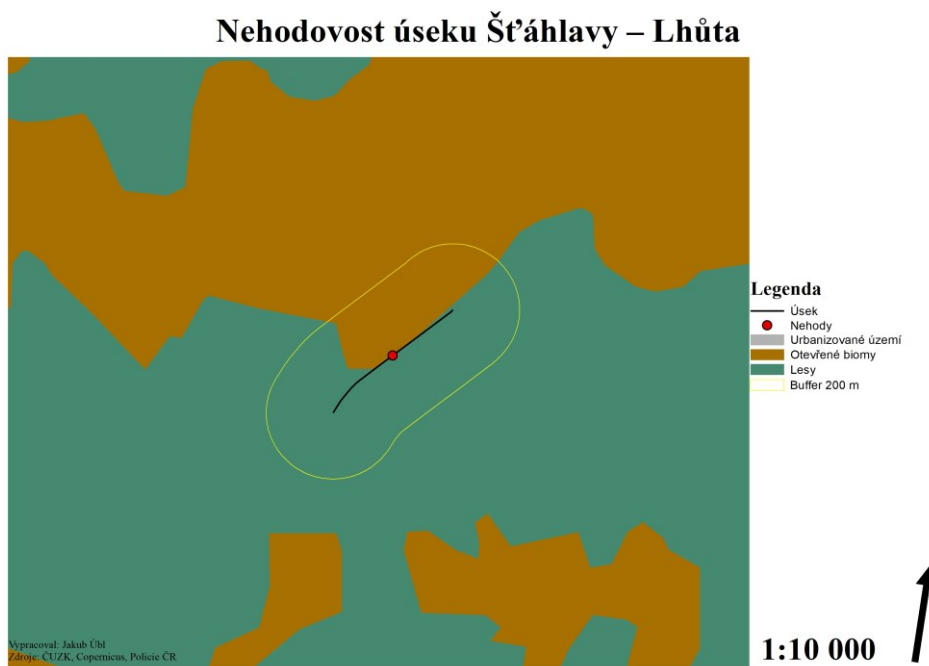 Nehodovost úseku Šťáhlavy – Lhůta
Legenda
Úsek
Nehody
Urbanizované území
Otevřené biomy
Lesy
Buffer 200 m
Vypracoval: Jakub Übl
Zdroje: ČUZK, Copernicus, Policie ČR
1:10 000